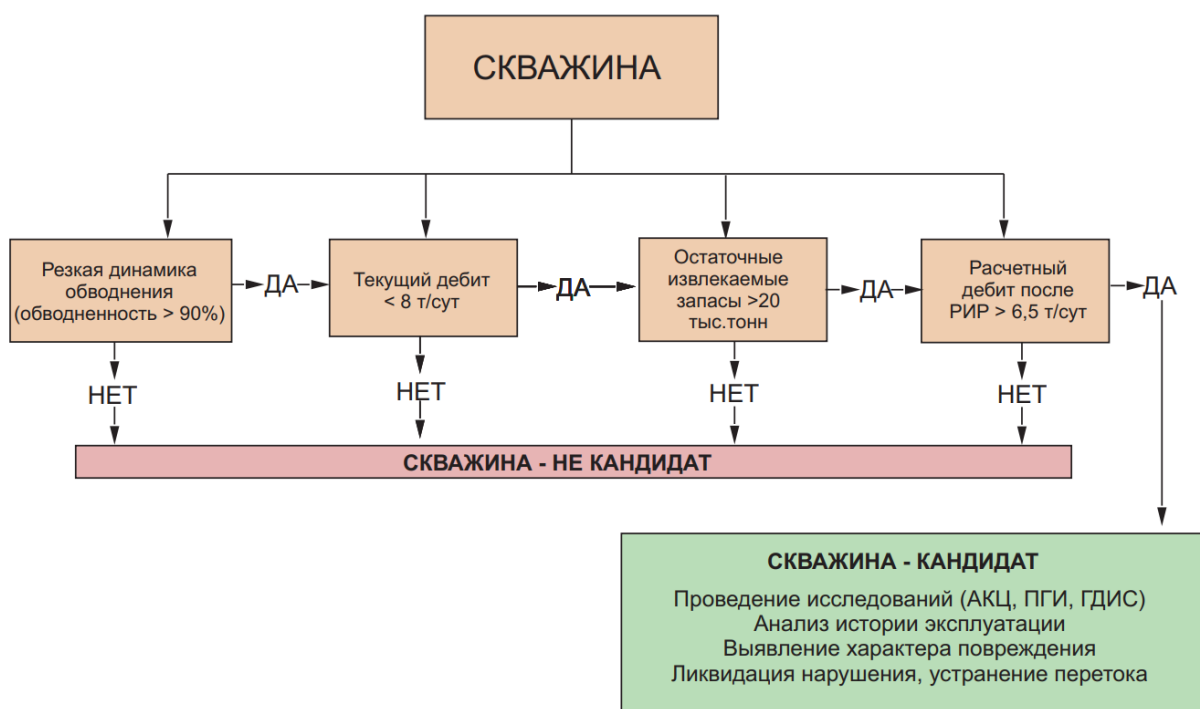 СКВАЖИНА
Резкая динамика
обводнения
(обводненность > 90%)
ДА
Текущий дебит
< 8 т/сут
ДА
Остаточные
извлекаемые
запасы >20
тыс.тонн
ДА
Расчетный
дебит после
РИР > 6,5 т/сут
ДА
НЕТ
НЕТ
НЕТ
НЕТ
СКВАЖИНА - НЕ КАНДИДАТ
СКВАЖИНА - КАНДИДАТ
Проведение исследований (АКЦ, ПГИ, ГДИС)
Анализ истории эксплуатации
Выявление характера повреждения
Ликвидация нарушения, устранение перетока